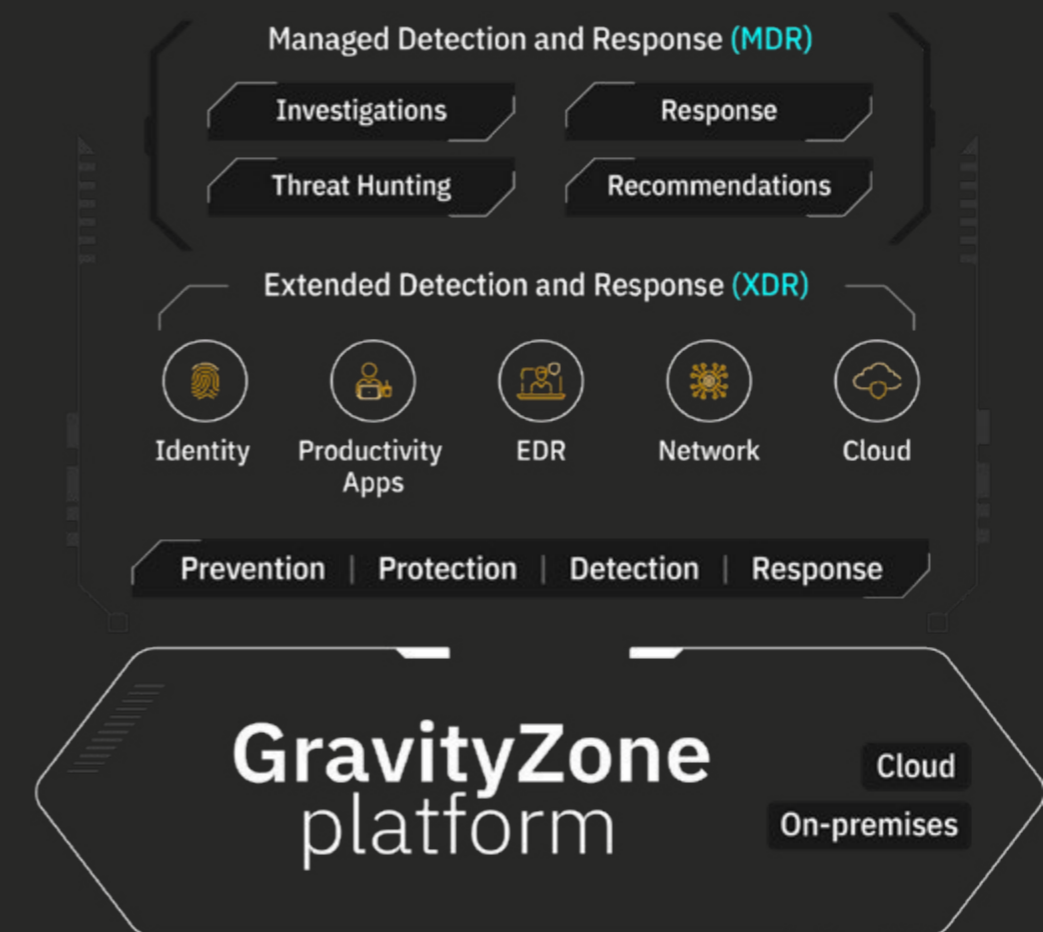 Managed Detection and Response (MDR)
Investigations
Response
Threat Hunting
Recommendations
Extended Detection and Response (XDR)
Identity
Productivity
Apps
EDR
Network
Cloud
Prevention | Protection | Detection | Response
GravityZone
platform
Cloud
On-premises